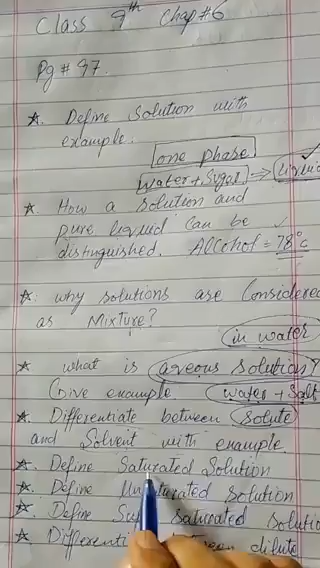 Class 9th Chap#6
Pg # 97.
☆. Define Solution with
example.
one phase
water+Sugar →
☆. How a solution and
pure liquid can be
distinguished. Alcohol = 78°c
☆: why solutions are Considered
as Mixture?
in water
☆ what is aqeous solution?
Give example water + Salt
☆. Differentiate between Solute
and Solvent with example.
☆. Define Saturated Solution
☆. Define solution
☆. Define saturated
☆. between dilute